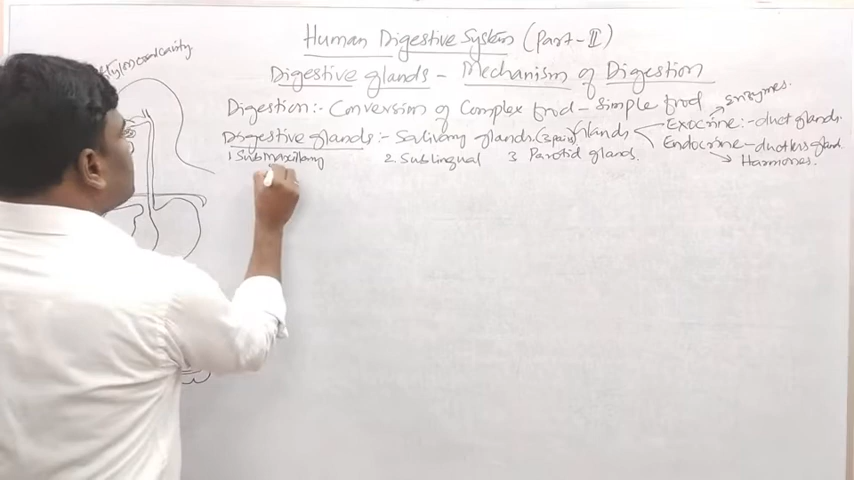 Human Digestive System (Part-II)
Digestive glands - Mechanism of Digestion
Digestion:- Conversion of Complex food - Simple food enzymes.
Digestive glands:- Salivary glands. (3 pairs) Glands Exocrine:- duct glands.
Endocrine - ductless gland.
1. Submaxillary 2. Sublingual 3 Parotid glands. Harmones.
cavity